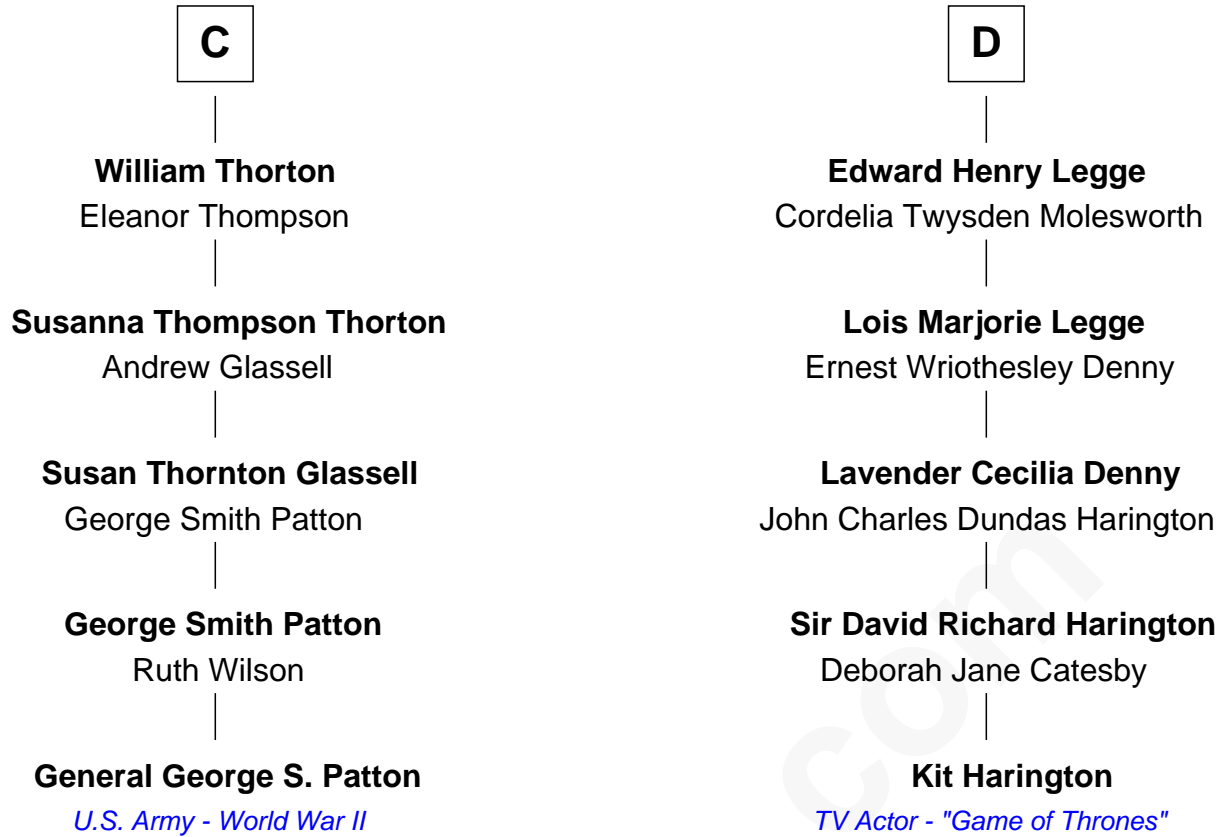 C
William Thorton
Eleanor Thompson
Susanna Thompson Thorton
Andrew Glassell
Susan Thornton Glassell
George Smith Patton
George Smith Patton
Ruth Wilson
General George S. Patton
U.S. Army - World War II
D
Edward Henry Legge
Cordelia Twysden Molesworth
Lois Marjorie Legge
Ernest Wriothesley Denny
Lavender Cecilia Denny
John Charles Dundas Harington
Sir David Richard Harington
Deborah Jane Catesby
Kit Harington
TV Actor - "Game of Thrones"
com